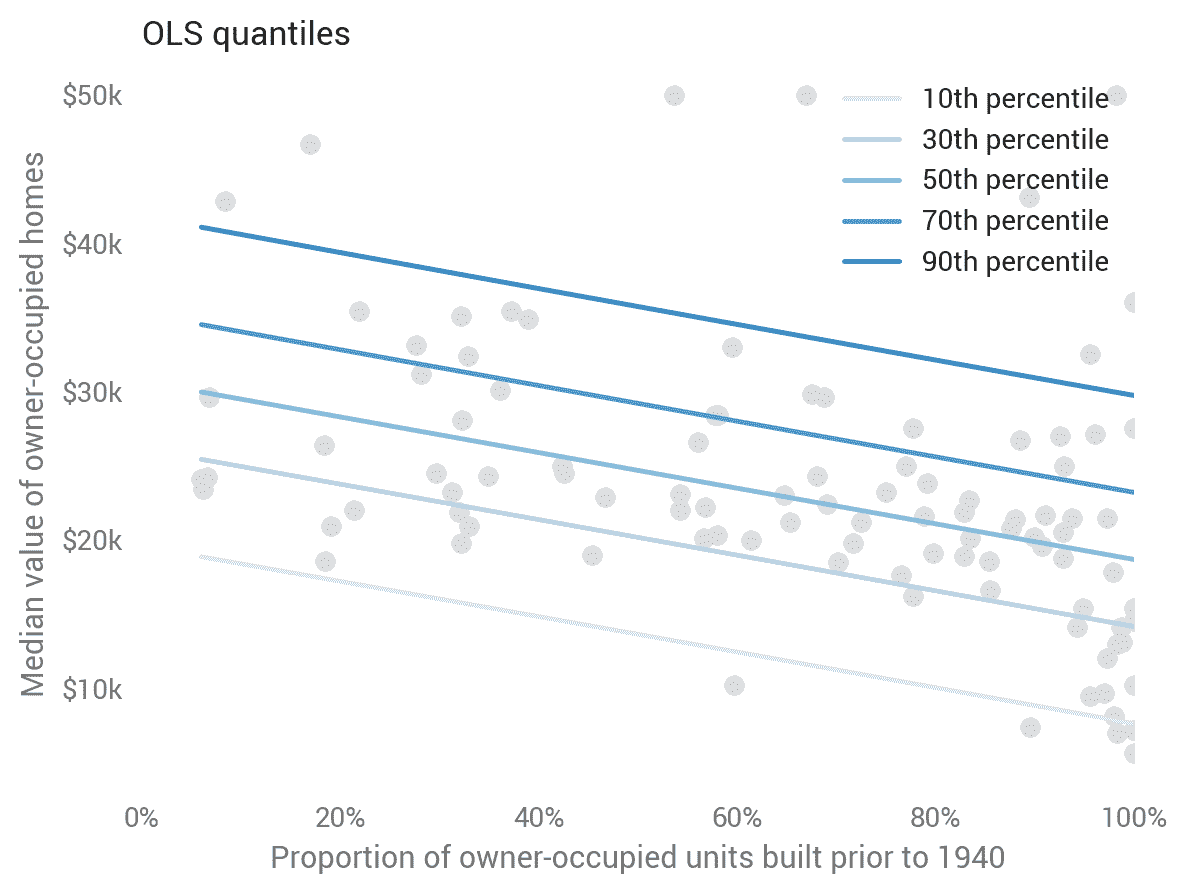 OLS quantiles
$50k
$40k
$30k
$20k
$10k
Median value of owner-occupied homes
10th percentile
30th percentile
50th percentile
70th percentile
90th percentile
0%
20%
40%
60%
80%
100%
Proportion of owner-occupied units built prior to 1940